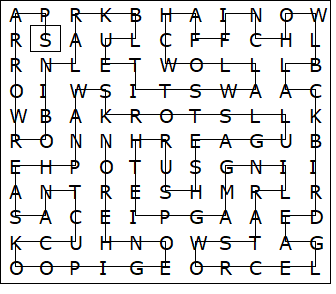 A P R K B H A I N O W
R S A U L C F F C H L
R N L E T W O L L L B
O I W S I T S W A A C
W B A K R O T S L L K
R O N N H R E A G U B
E H P O T U S G N I I
A N T R E S H M R L R
S A C E I P G A A E D
K C U H N O W S T A G
O O P I G E O R C E L